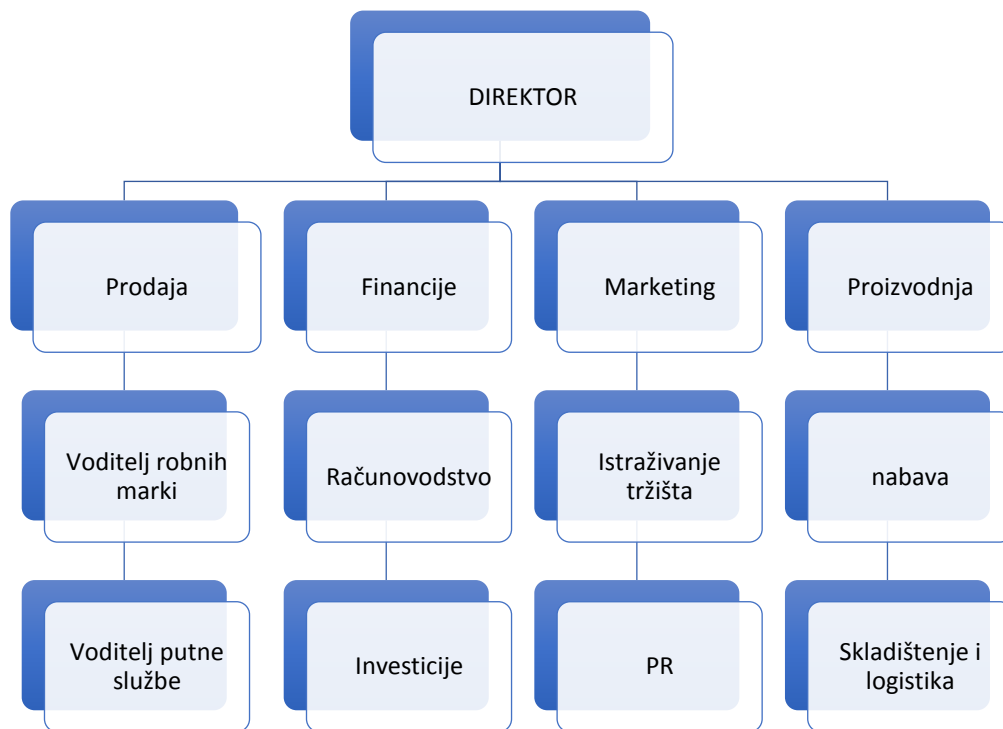 DIREKTOR
Prodaja
Financije
Marketing
Proizvodnja
Voditelj robnih
marki
Računovodstvo
Istraživanje
tržišta
nabava
Voditelj putne
službe
Investicije
PR
Skladištenje i
logistika